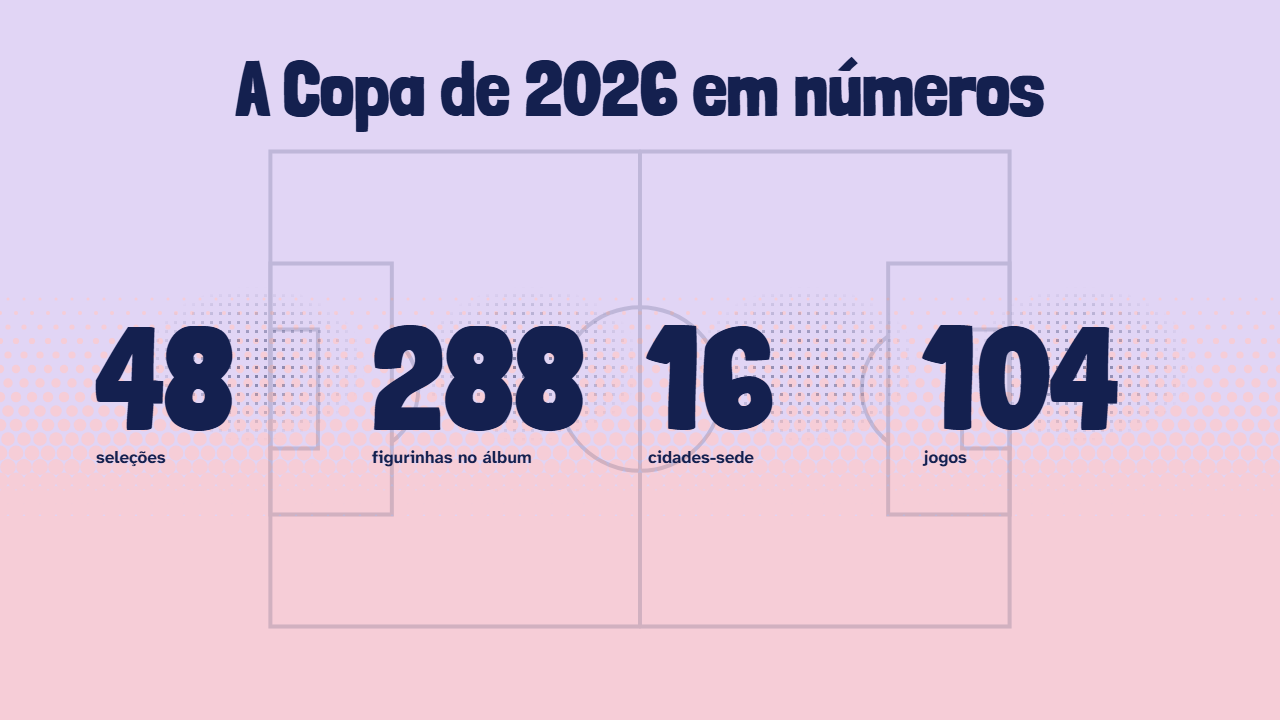 A Copa de 2026 em números
48
seleções
288
figurinhas no álbum
16
cidades-sede
104
jogos